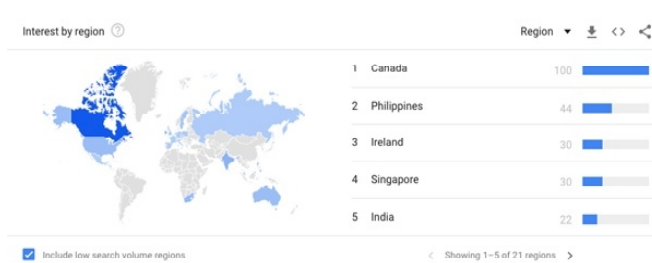 Interest by region
Region
1 Canada 100
2 Philippines 44
3 Ireland 30
4 Singapore 30
5 India 22
Include low search volume regions
Showing 1–5 of 21 regions